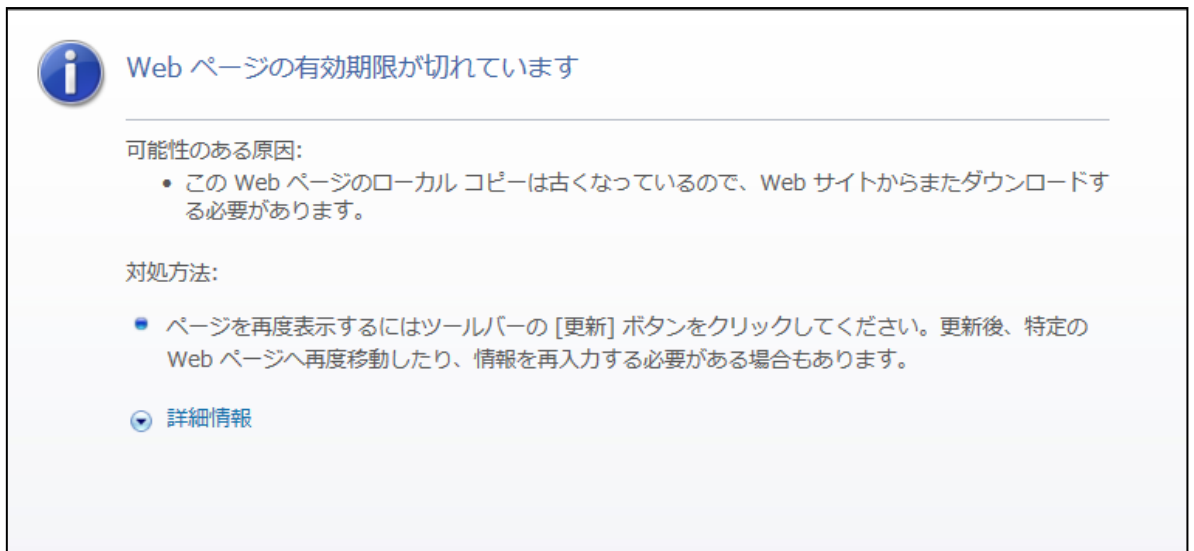 Web ページの有効期限が切れています
可能性のある原因:
• この Web ページのローカル コピーは古くなっているので、Web サイトからまたダウンロードす
る必要があります。
対処方法:
ページを再度表示するにはツールバーの [更新] ボタンをクリックしてください。更新後、特定の
Web ページへ再度移動したり、情報を再入力する必要がある場合もあります。
詳細情報